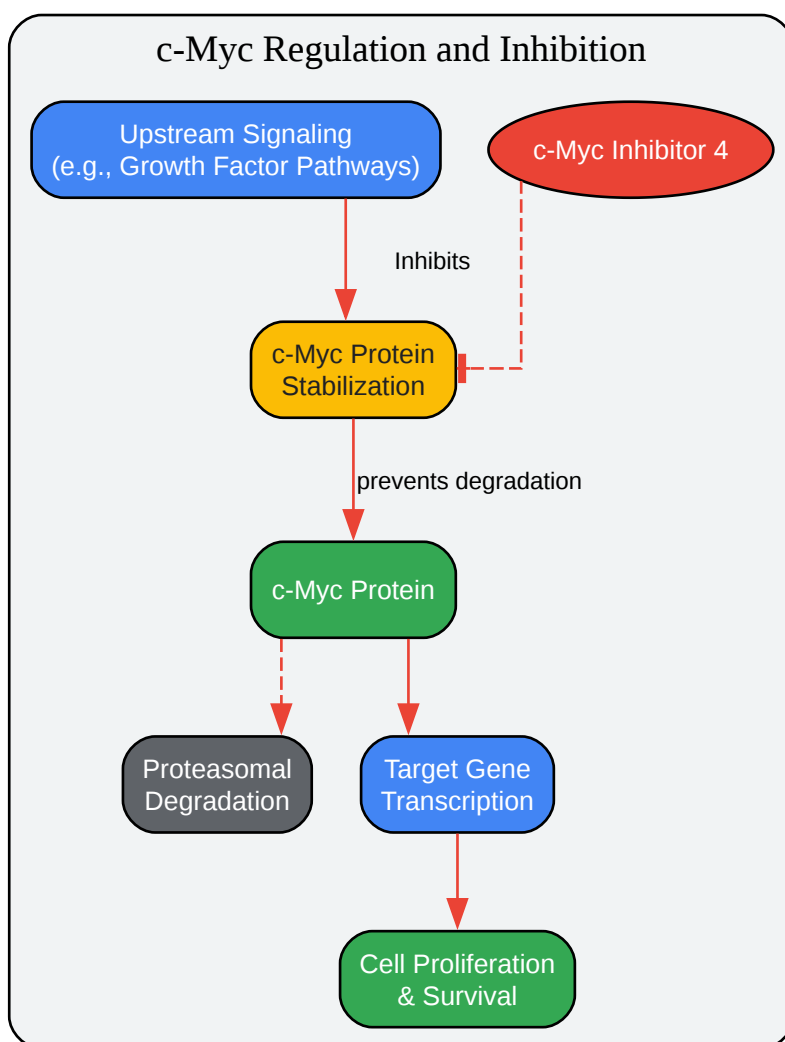 c-Myc Regulation and Inhibition
Upstream Signaling
(e.g., Growth Factor Pathways)
c-Myc Inhibitor 4
Inhibits
c-Myc Protein
Stabilization
prevents degradation
c-Myc Protein
Proteasomal
Degradation
Target Gene
Transcription
Cell Proliferation
& Survival